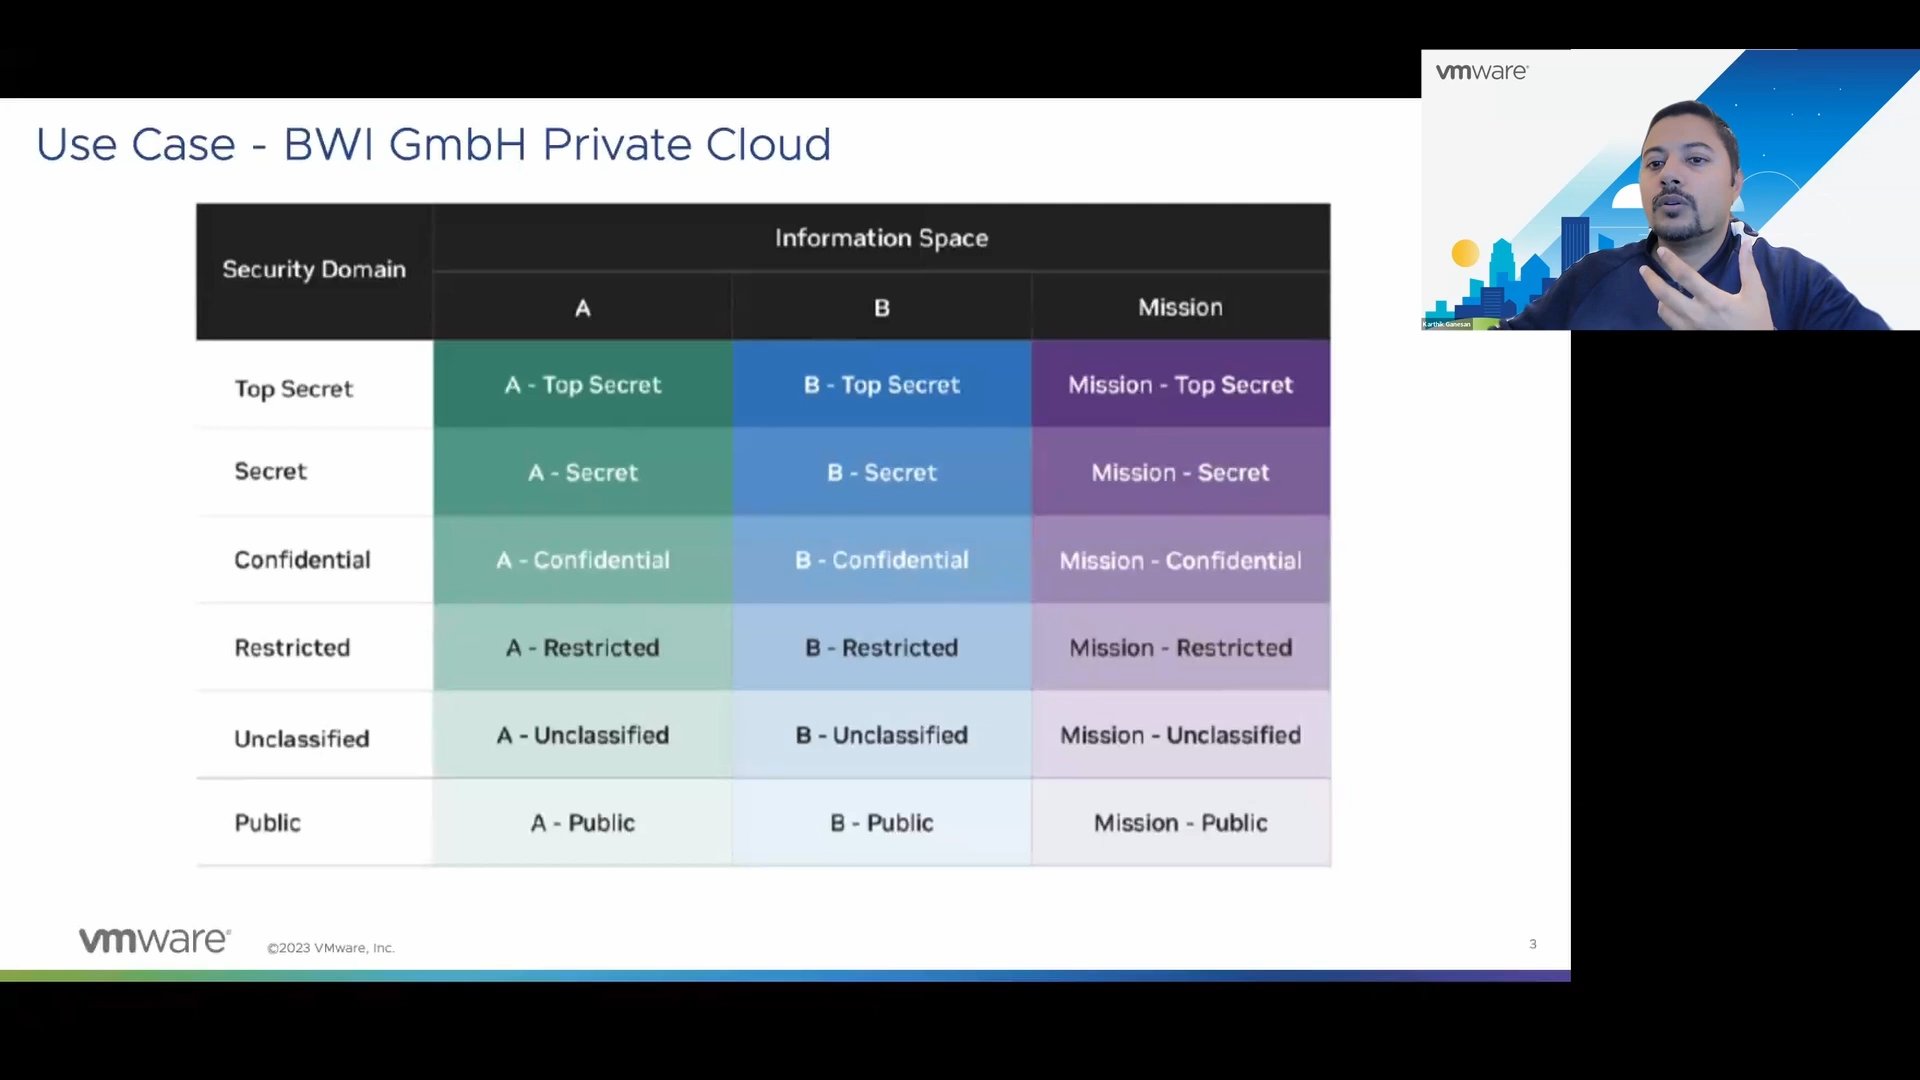 vmware®
Karthik Ganesan
Use Case - BWI GmbH Private Cloud
Security Domain
Information Space
A
B
Mission
Top Secret
A - Top Secret
B - Top Secret
Mission - Top Secret
Secret
A - Secret
B - Secret
Mission - Secret
Confidential
A - Confidential
B - Confidential
Mission - Confidential
Restricted
A - Restricted
B - Restricted
Mission - Restricted
Unclassified
A - Unclassified
B - Unclassified
Mission - Unclassified
Public
A - Public
B - Public
Mission - Public
vmware®
©2023 VMware, Inc.
3